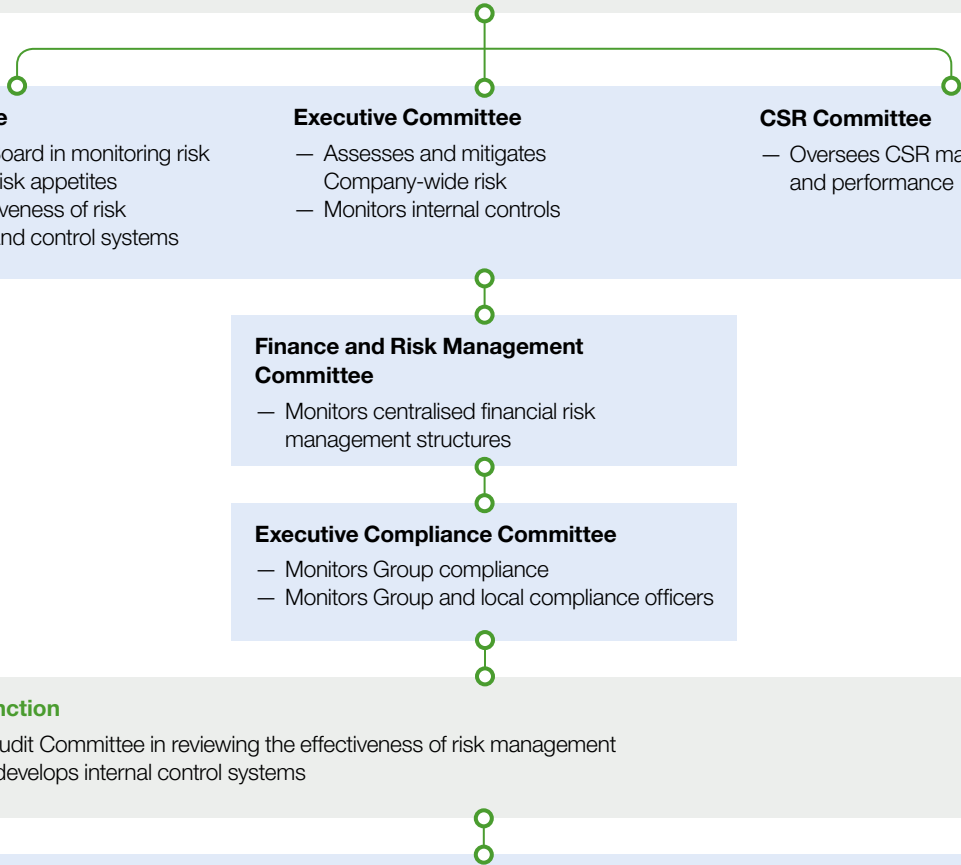 e
oard in monitoring risk
isk appetites
veness of risk
nd control systems
Executive Committee
— Assesses and mitigates
Company-wide risk
— Monitors internal controls
CSR Committee
— Oversees CSR ma
and performance
Finance and Risk Management
Committee
— Monitors centralised financial risk
management structures
Executive Compliance Committee
— Monitors Group compliance
— Monitors Group and local compliance officers
nction
udit Committee in reviewing the effectiveness of risk management
develops internal control systems